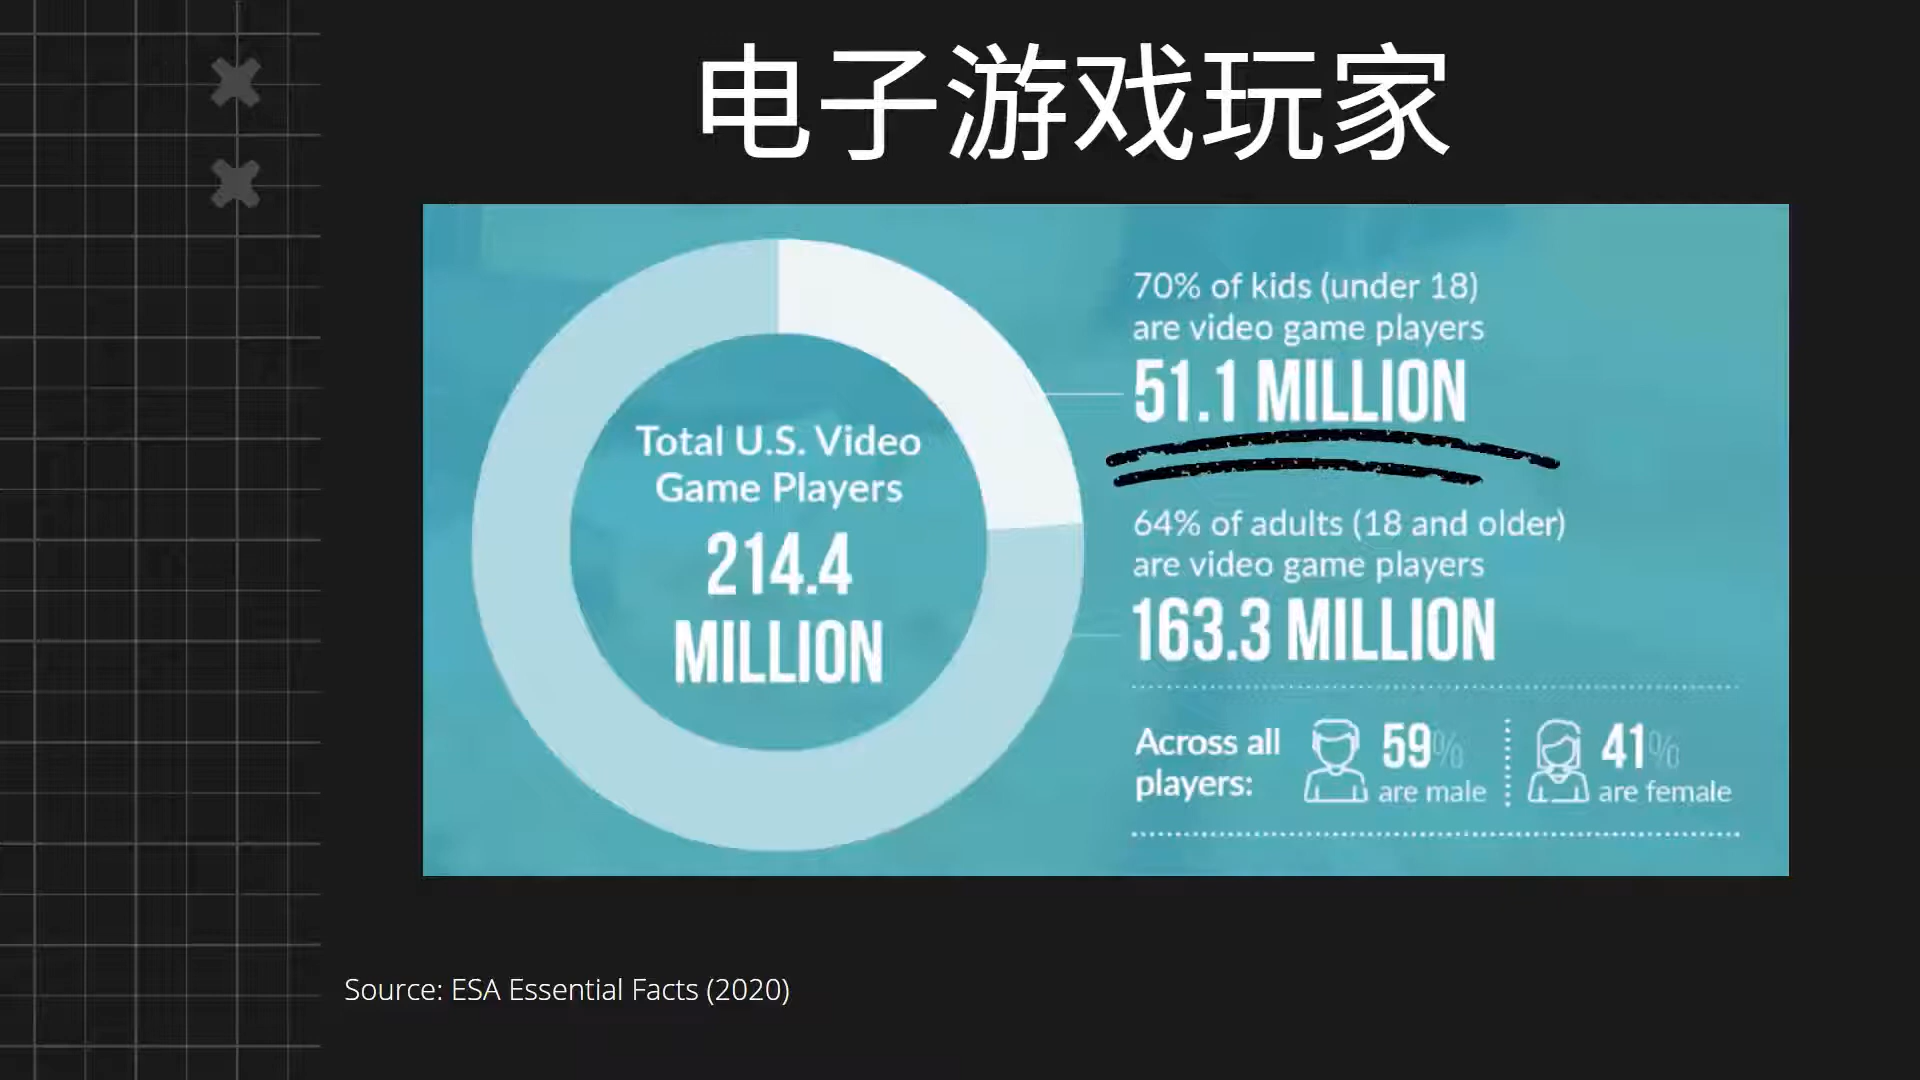 电子游戏玩家
Total U.S. Video
Game Players
214.4
MILLION
70% of kids (under 18)
are video game players
51.1 MILLION
64% of adults (18 and older)
are video game players
163.3 MILLION
Across all
players:
59%
are male
41%
are female
Source: ESA Essential Facts (2020)